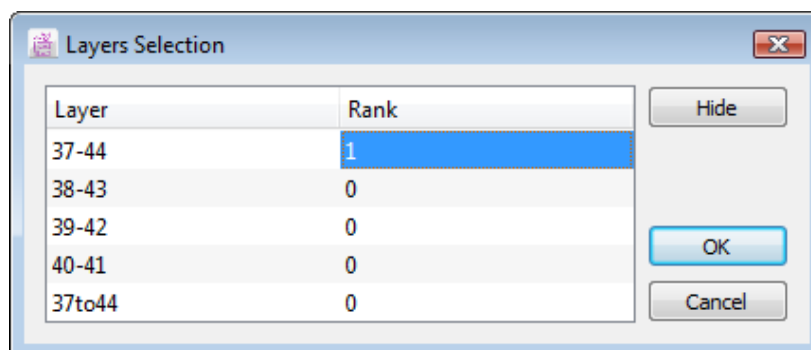 Layers Selection
Layer Rank Hide
37-44 1
38-43 0
39-42 0
OK
40-41 0
37to44 0 Cancel